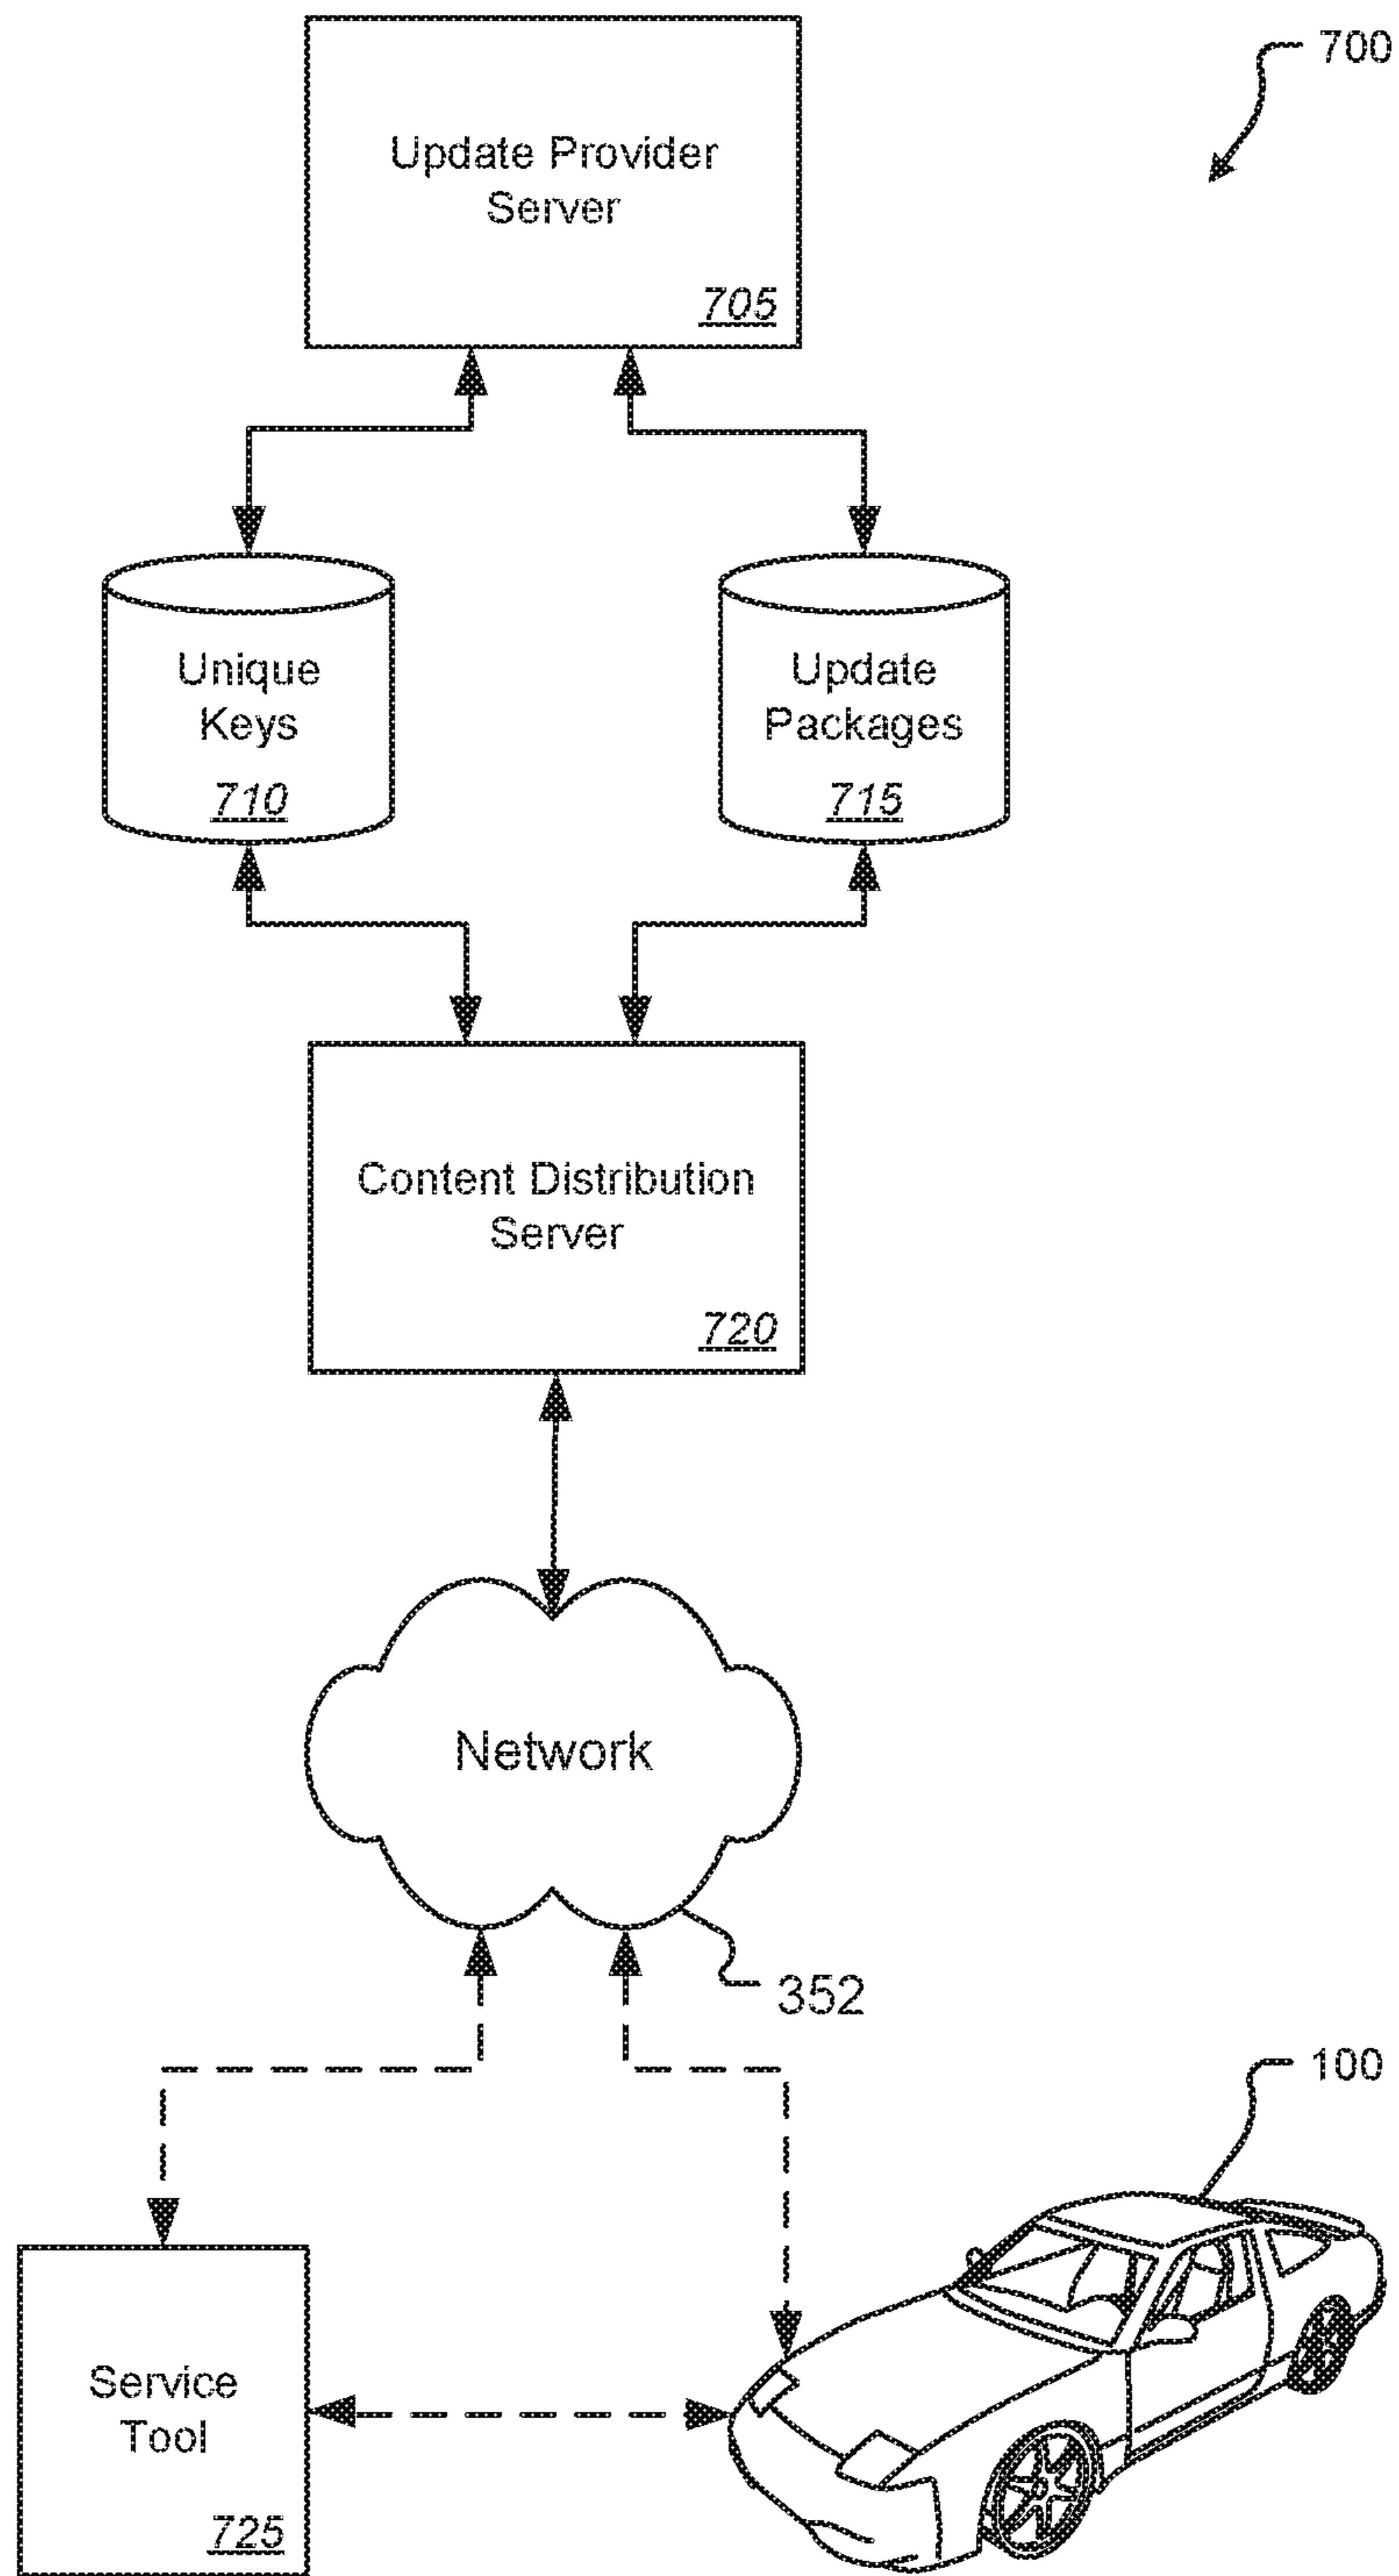 700
Update Provider
Server
705
Unique
Keys
710
Update
Packages
715
Content Distribution
Server
720
Network
352
100
Service
Tool
725